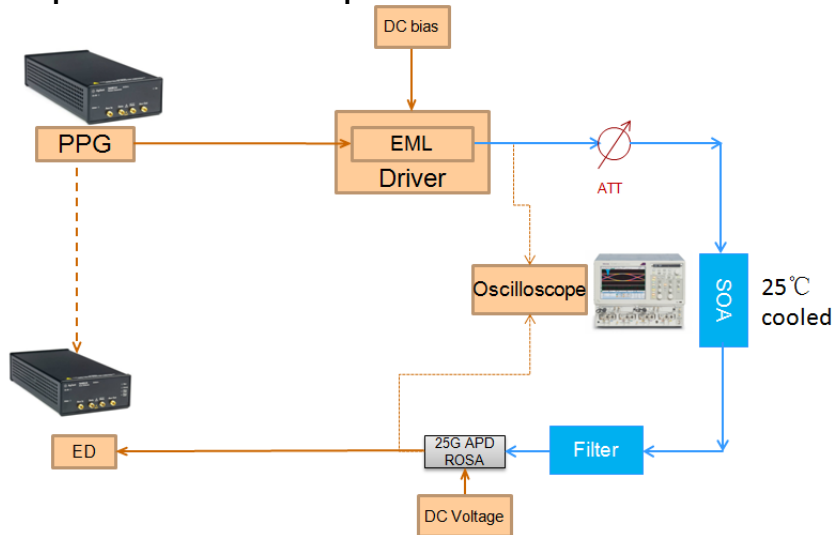 DC bias
PPG
EML
Driver
ATT
Oscilloscope
SOA
25℃
cooled
25G APD
ROSA
Filter
ED
DC Voltage